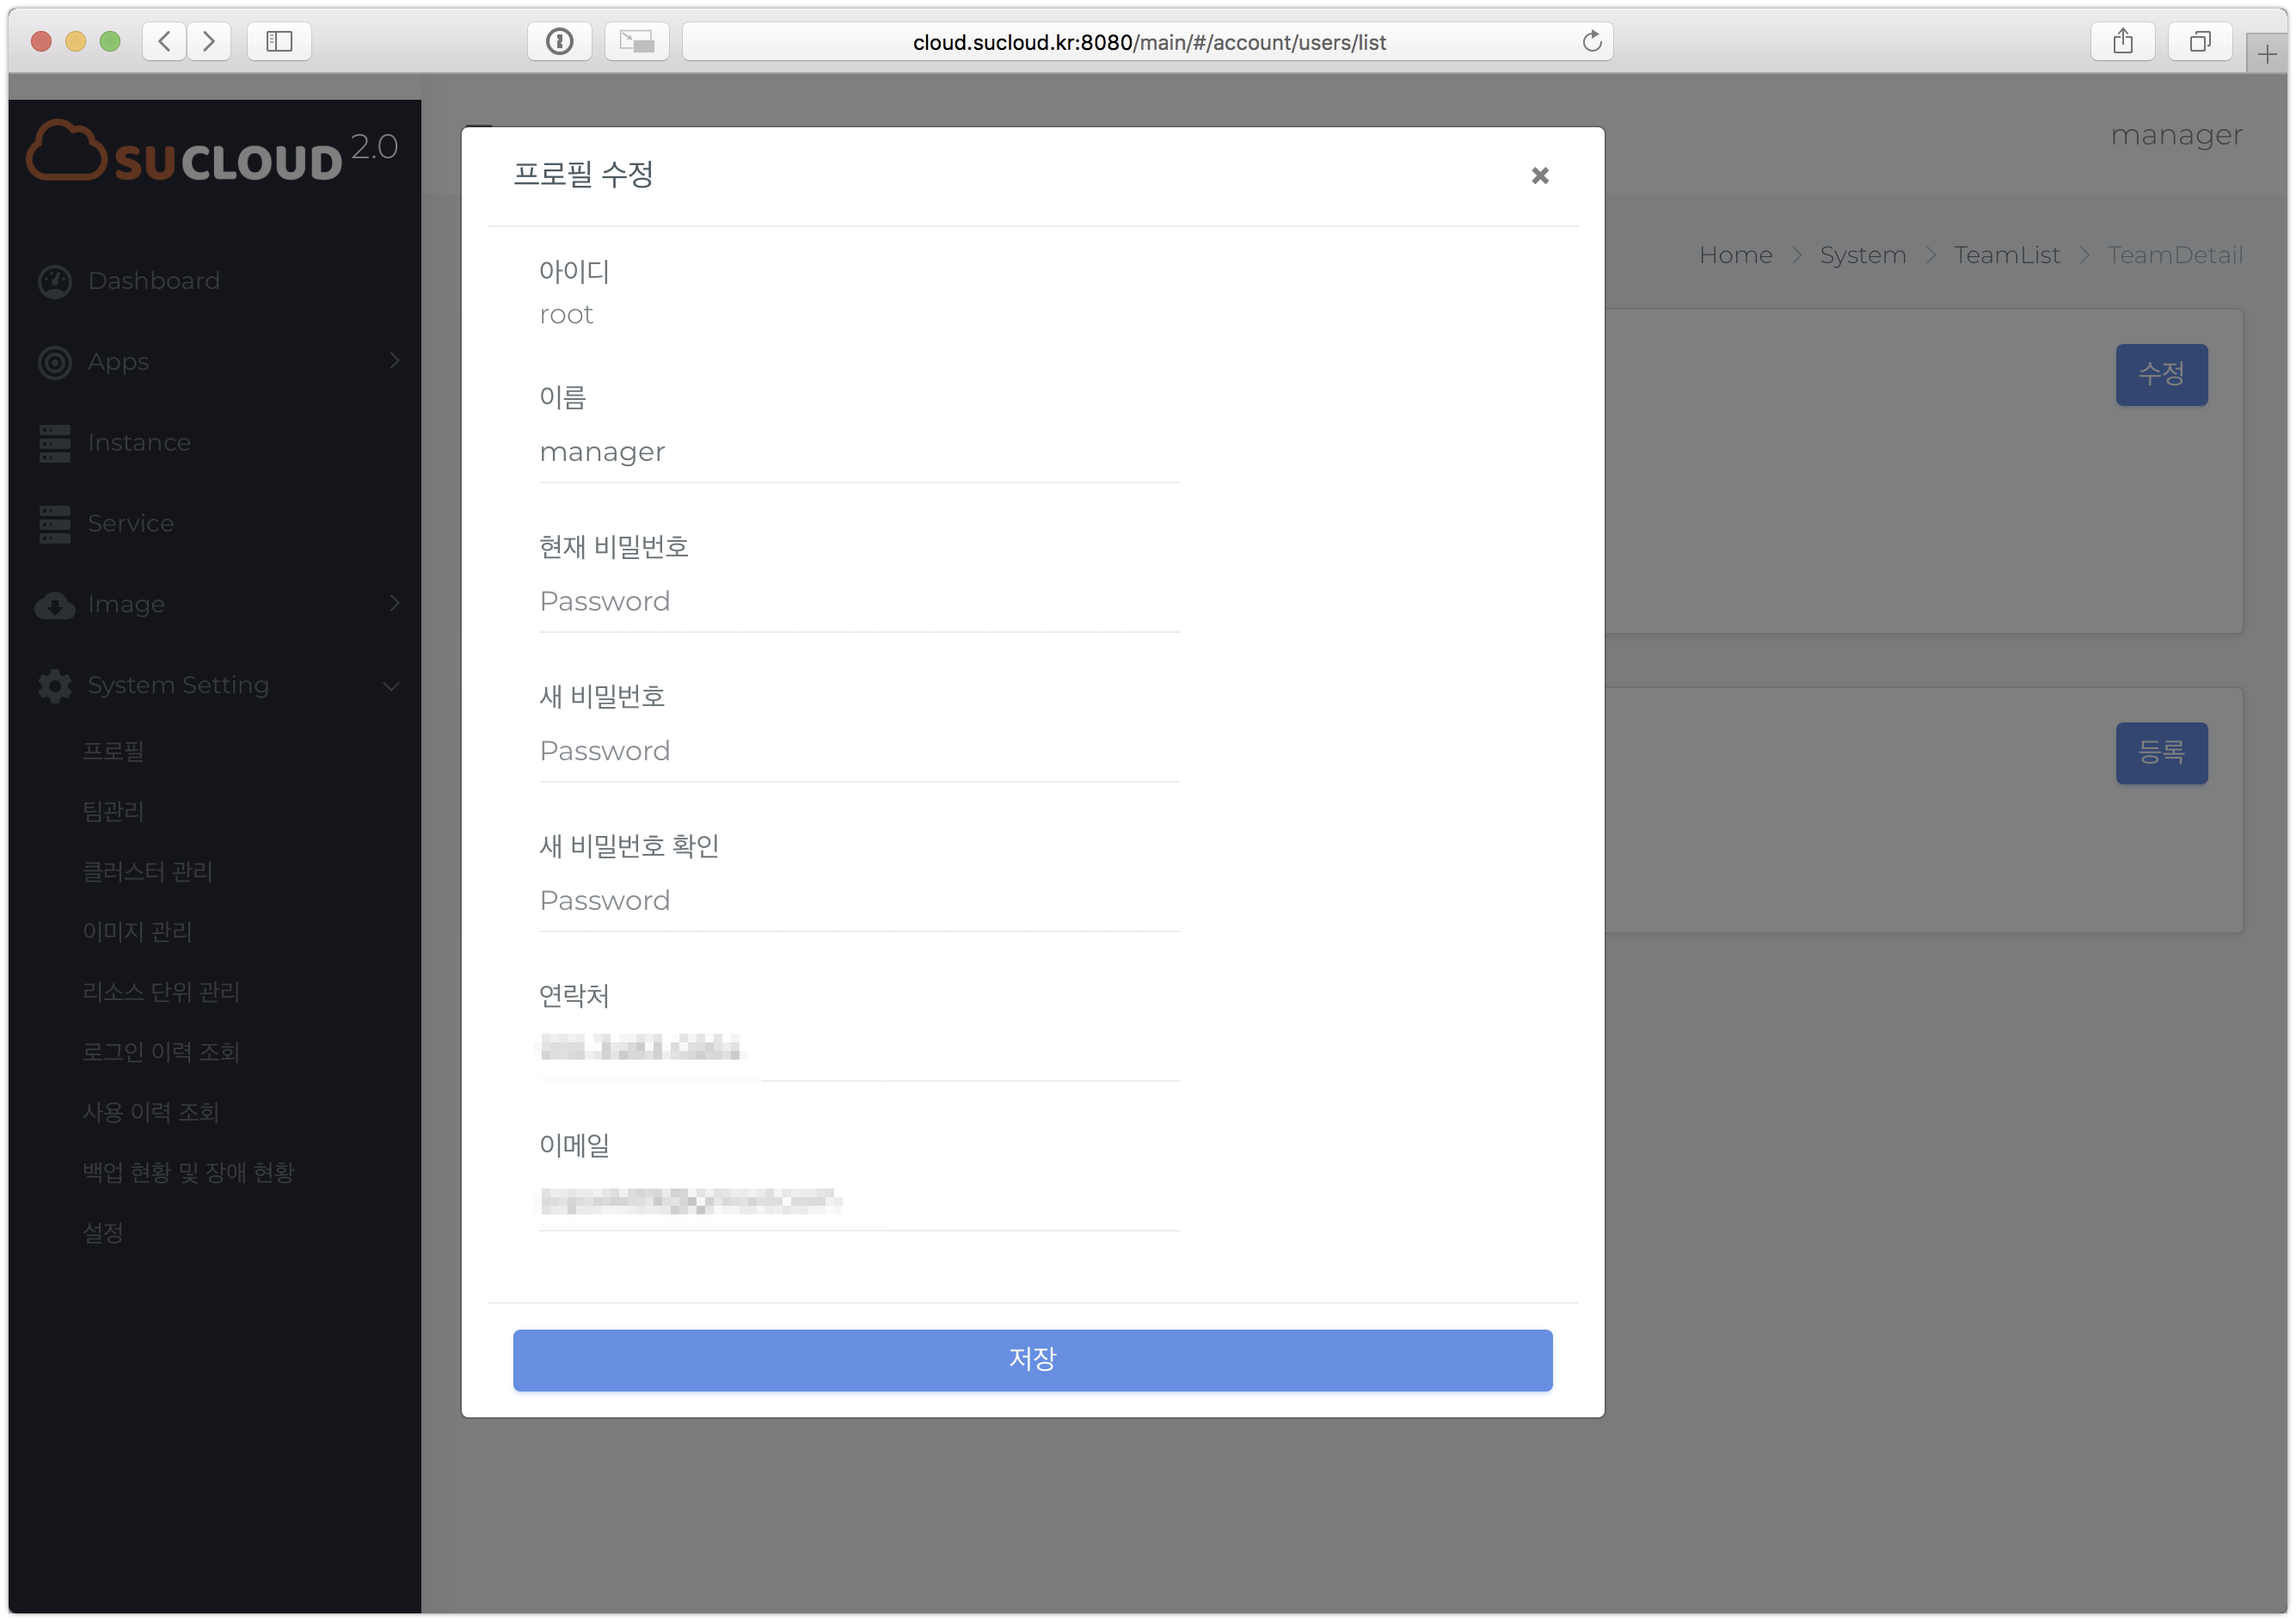 cloud.sucloud.kr:8080/main/#/account/users/list
SUCLOUD 2.0
manager
Home > System > TeamList > TeamDetail
Dashboard
Apps
Instance
Service
Image
System Setting
프로필
팀관리
클러스터 관리
이미지 관리
리소스 단위 관리
로그인 이력 조회
사용 이력 조회
백업 현황 및 장애 현황
설정
프로필 수정
아이디
root
이름
manager
현재 비밀번호
Password
새 비밀번호
Password
새 비밀번호 확인
Password
연락처
이메일
저장
수정
등록